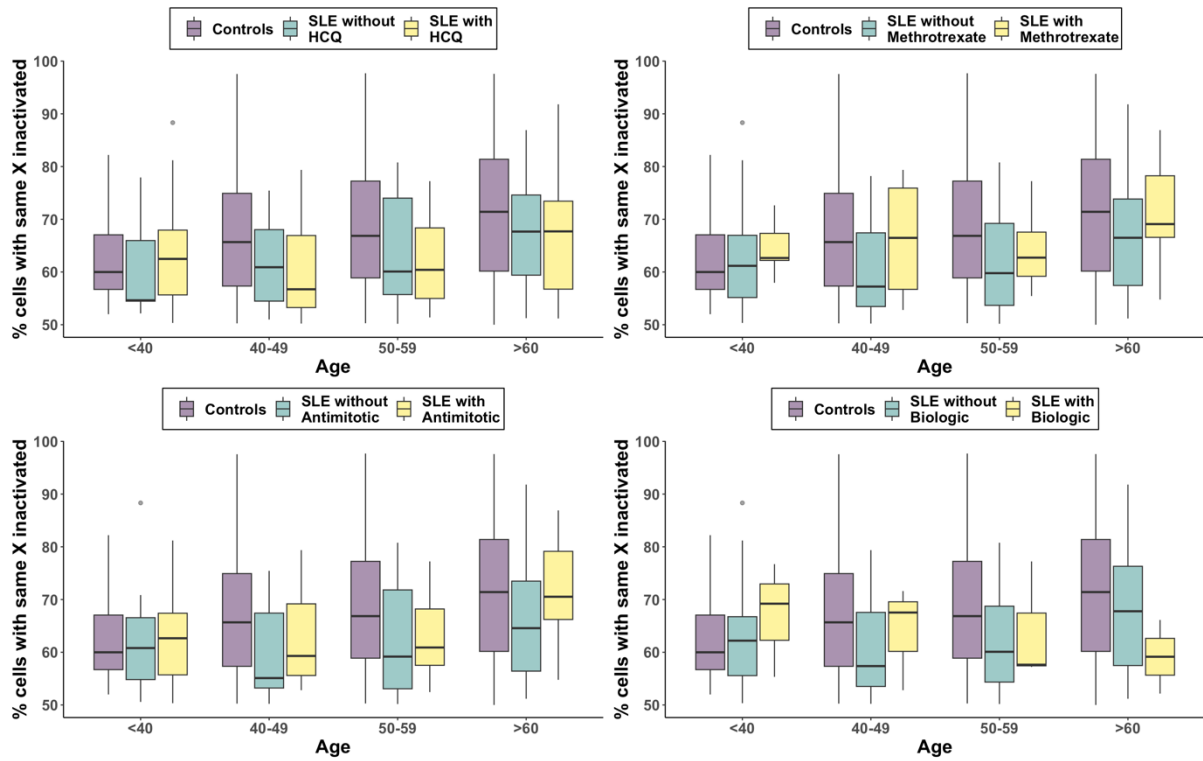 Controls SLE without HCQ SLE with HCQ
% cells with same X inactivated
100
90
80
70
60
50
<40 40-49 50-59 >60
Age
Controls SLE without Methrotrexate SLE with Methrotrexate
% cells with same X inactivated
100
90
80
70
60
50
<40 40-49 50-59 >60
Age
Controls SLE without Antimitotic SLE with Antimitotic
% cells with same X inactivated
100
90
80
70
60
50
<40 40-49 50-59 >60
Age
Controls SLE without Biologic SLE with Biologic
% cells with same X inactivated
100
90
80
70
60
50
<40 40-49 50-59 >60
Age